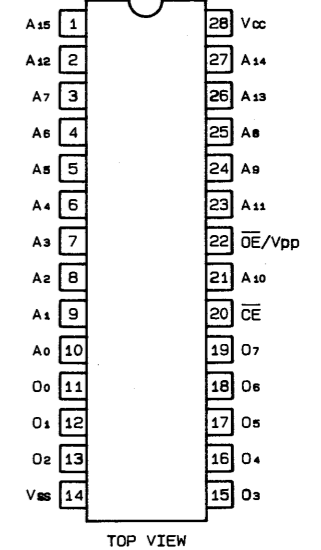 A15 1 28 Vcc
A12 2 27 A14
A7 3 26 A13
A6 4 25 A8
A5 5 24 A9
A4 6 23 A11
A3 7 22 O̅E̅/Vpp
A2 8 21 A10
A1 9 20 C̅E̅
A0 10 19 O7
O0 11 18 O6
O1 12 17 O5
O2 13 16 O4
Vss 14 15 O3
TOP VIEW